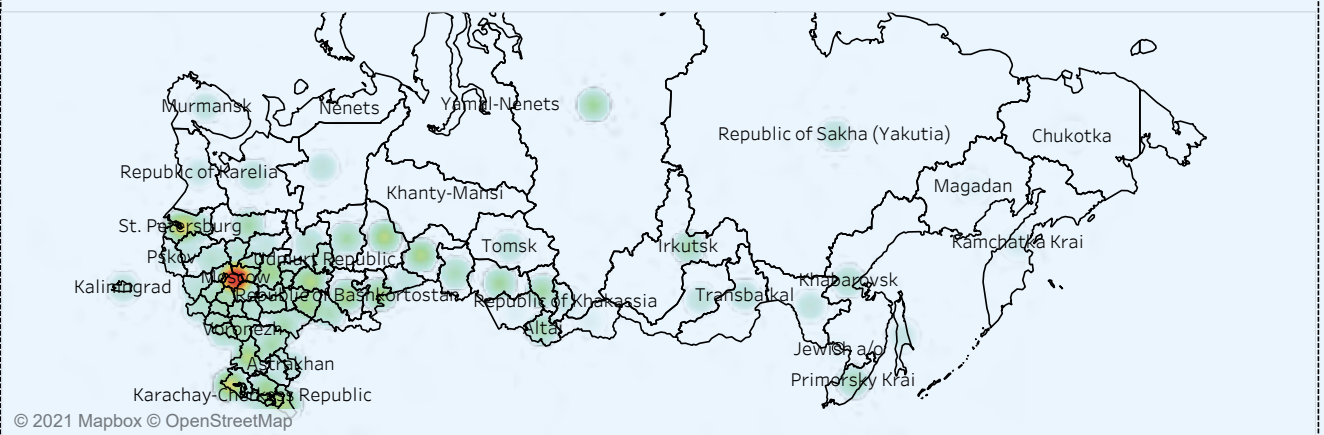 Murmansk
Nenets
Yamal-Nenets
Republic of Sakha (Yakutia)
Chukotka
Republic of Karelia
Khanty-Mansi
Magadan
St. Petersburg
Pskov
Udmurt Republic
Tomsk
Irkutsk
Kamchatka Krai
Kaliningrad
Moscow
Republic of Bashkortostan
Republic of Khakassia
Transbaikal
Khabarovsk
Voronezh
Altai
Jewish a/o
Astrakhan
Primorsky Krai
Karachay-Cherkess Republic
© 2021 Mapbox © OpenStreetMap